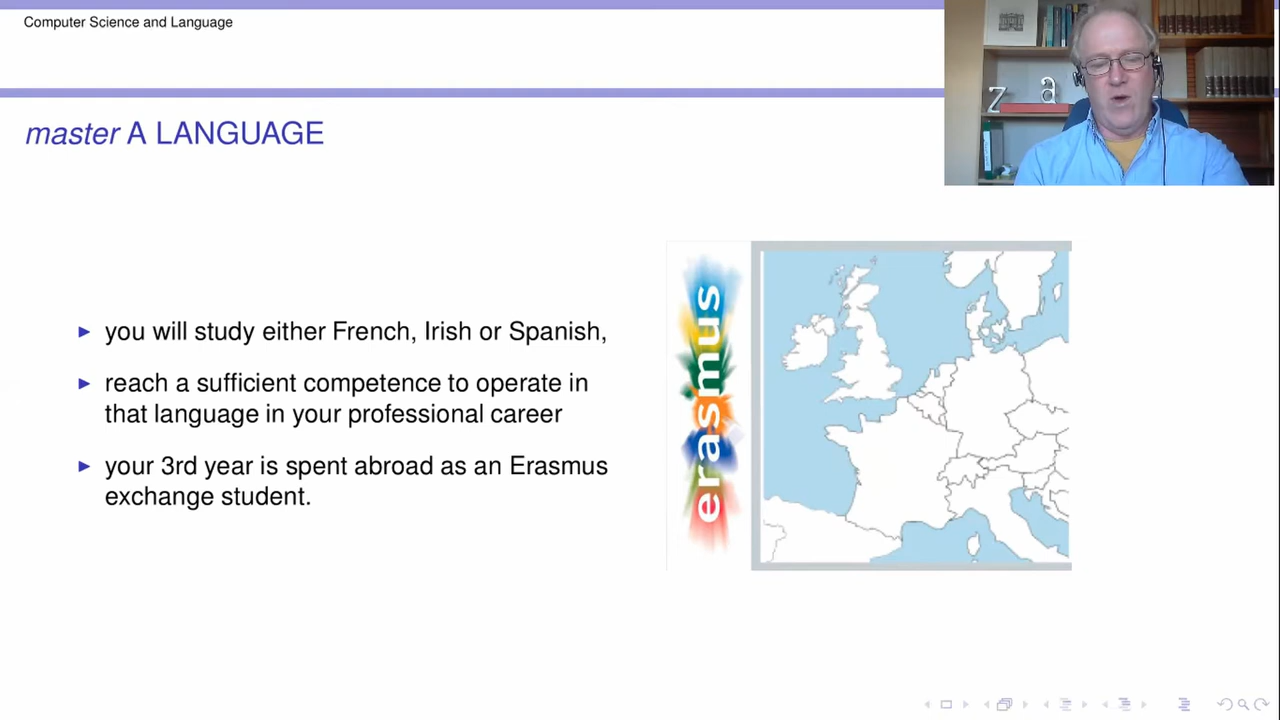 Computer Science and Language
master A LANGUAGE
z
a
you will study either French, Irish or Spanish,
reach a sufficient competence to operate in
that language in your professional career
your 3rd year is spent abroad as an Erasmus
exchange student.
erasmus